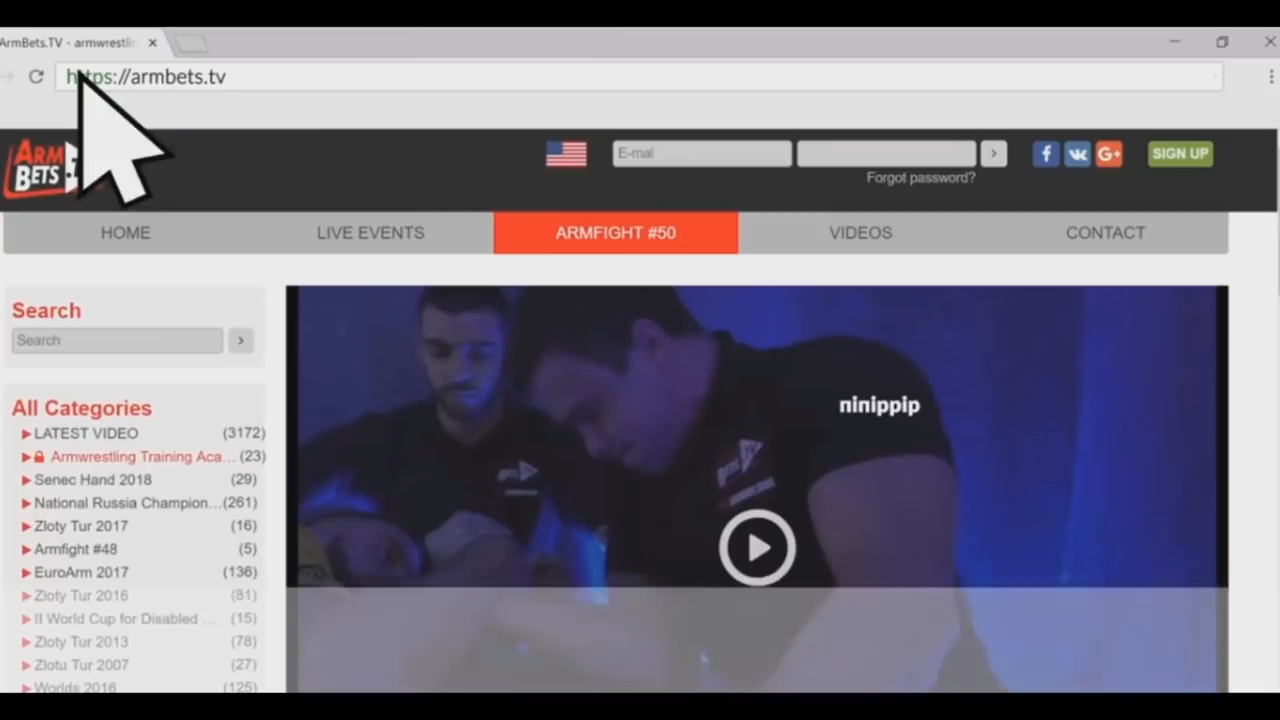 ArmBets.TV - armwrestlin
https://armbets.tv
ARM
BETS
E-mal
SIGN UP
Forgot password?
HOME LIVE EVENTS ARMFIGHT #50 VIDEOS CONTACT
Search
Search
All Categories
LATEST VIDEO (3172)
Armwrestling Training Aca... (23)
Senec Hand 2018 (29)
National Russia Champion...(261)
Zloty Tur 2017 (16)
Armfight #48 (5)
EuroArm 2017 (136)
Zloty Tur 2016 (81)
II World Cup for Disabled ... (15)
Zloty Tur 2013 (78)
Zlotu Tur 2007 (27)
Worlds 2016 (125)
ninippip